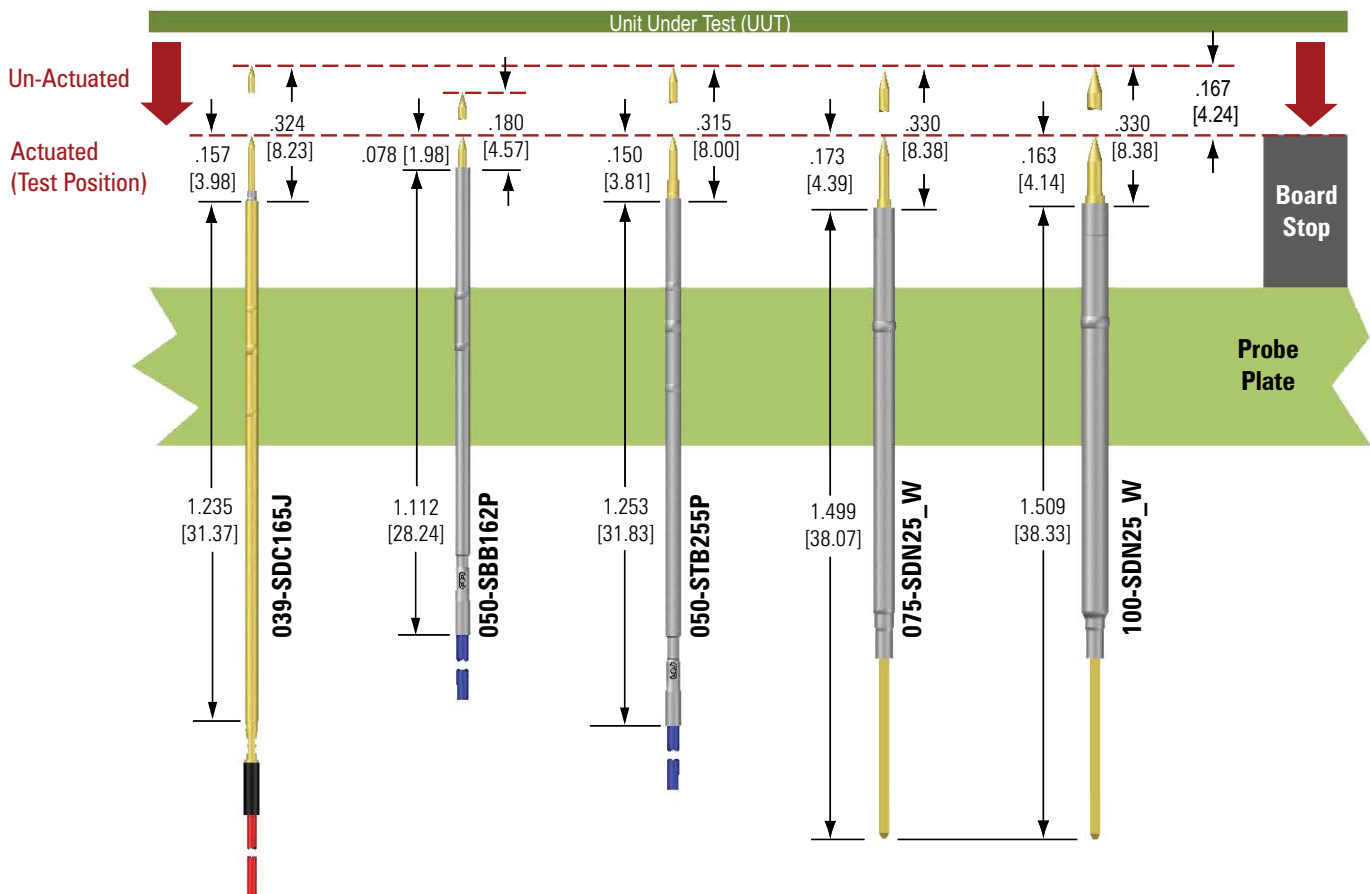 Unit Under Test (UUT)
Un-Actuated
Actuated
(Test Position)
.157
[3.98]
.324
[8.23]
.078 [1.98]
.180
[4.57]
.150
[3.81]
.315
[8.00]
.173
[4.39]
.330
[8.38]
.163
[4.14]
.330
[8.38]
.167
[4.24]
Board
Stop
Probe
Plate
1.235
[31.37]
039-SDC165J
1.112
[28.24]
050-SBB162P
1.253
[31.83]
050-STB255P
1.499
[38.07]
075-SDN25_W
1.509
[38.33]
100-SDN25_W